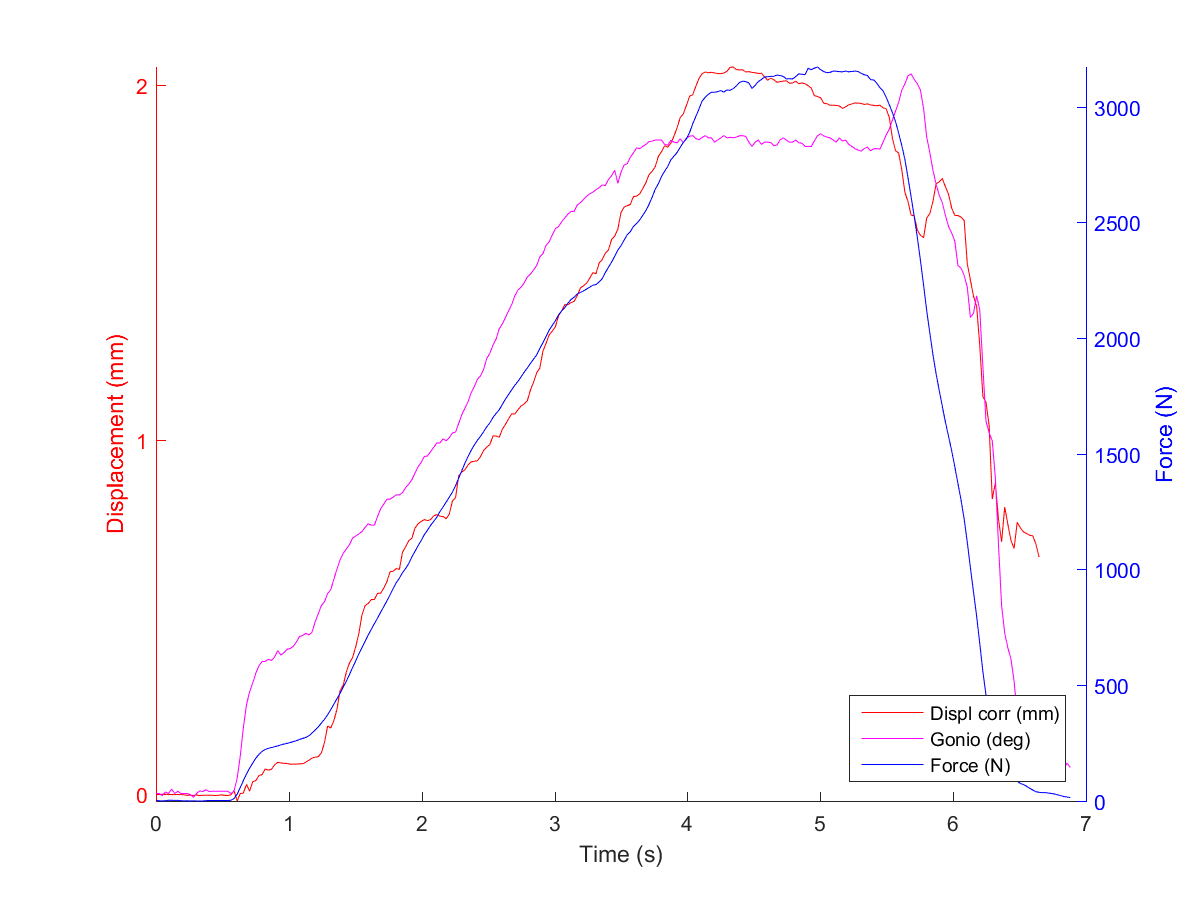 2
1
0
Displacement (mm)
3000
2500
2000
1500
1000
500
0
Force (N)
Displ corr (mm)
Gonio (deg)
Force (N)
0 1 2 3 4 5 6 7
Time (s)